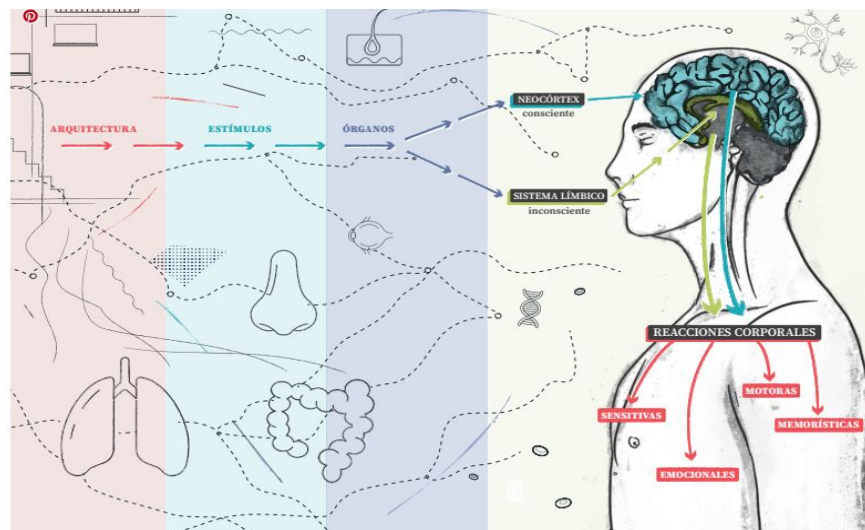 ARQUITECTURA
ESTÍMULOS
ÓRGANOS
NEOCÓRTEX
consciente
SISTEMA LÍMBICO
inconsciente
REACCIONES CORPORALES
SENSITIVAS
MOTORAS
MEMORÍSTICAS
EMOCIONALES